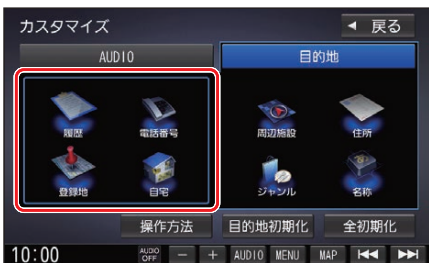 カスタマイズ
◀ 戻る
AUDIO
目的地
履歴
電話番号
周辺施設
住所
登録地
自宅
ジャンル
名称
操作方法
目的地初期化
全初期化
10:00
AUDIO OFF
− + AUDIO MENU MAP